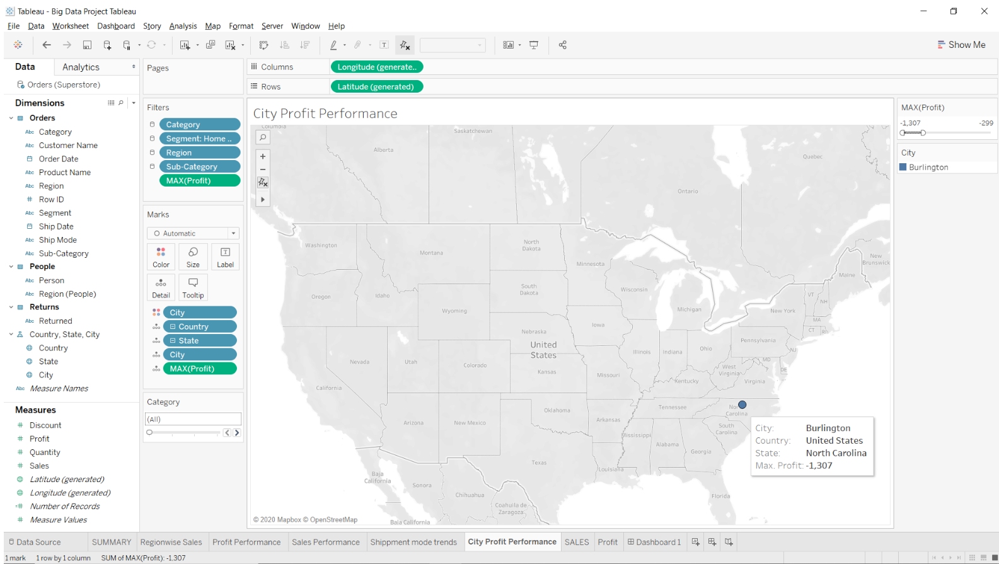 Tableau - Big Data Project Tableau
File Data Worksheet Dashboard Story Analysis Map Format Server Window Help
Show Me
Data Analytics
Orders (Superstore)
Dimensions
Orders
Abc Category
Abc Customer Name
Order Date
Abc Product Name
Abc Region
# Row ID
Abc Segment
Ship Date
Abc Ship Mode
Abc Sub-Category
People
Abc Person
Abc Region (People)
Returns
Abc Returned
Country, State, City
Country
State
City
Abc Measure Names
Measures
# Discount
# Profit
# Quantity
# Sales
Latitude (generated)
Longitude (generated)
=# Number of Records
# Measure Values
Pages
Filters
Category
Segment: Home ..
Region
Sub-Category
MAX(Profit)
Marks
Automatic
Color Size Label
Detail Tooltip
City
Country
State
City
MAX(Profit)
Category
(All)
Columns Longitude (generate..
Rows Latitude (generated)
City Profit Performance
Columbia
Saskatchewan
Alberta
Quebec
Ontario
Washington
Montana
North
Dakota
Minnesota
New
Brunswick
Maine
Oregon
Idaho
South
Dakota
Wisconsin
VT
NH
Wyoming
Michigan
New York
MA
CT
Nebraska
Iowa
United
States
Pennsylvania
NJ
Nevada
Utah
Colorado
Kansas
Illinois
Indiana
Ohio
MD
DE
West
Virginia
Virginia
California
Missouri
Kentucky
Oklahoma
Tennessee
Carolina
Arizona
New Mexico
Arkansas
South
Carolina
Mississippi
Alabama
Georgia
Texas
Louisiana
Baja
California
Sonora
Chihuahua
Florida
Coahuila de
Zaragoza
Baja California
City: Burlington
Country: United States
State: North Carolina
Max. Profit: -1,307
© 2020 Mapbox © OpenStreetMap
MAX(Profit)
-1,307 -299
City
Burlington
Data Source SUMMARY Regionwise Sales Profit Performance Sales Performance Shippment mode trends City Profit Performance SALES Profit Dashboard 1
1 mark 1 row by 1 column SUM of MAX(Profit): -1,307